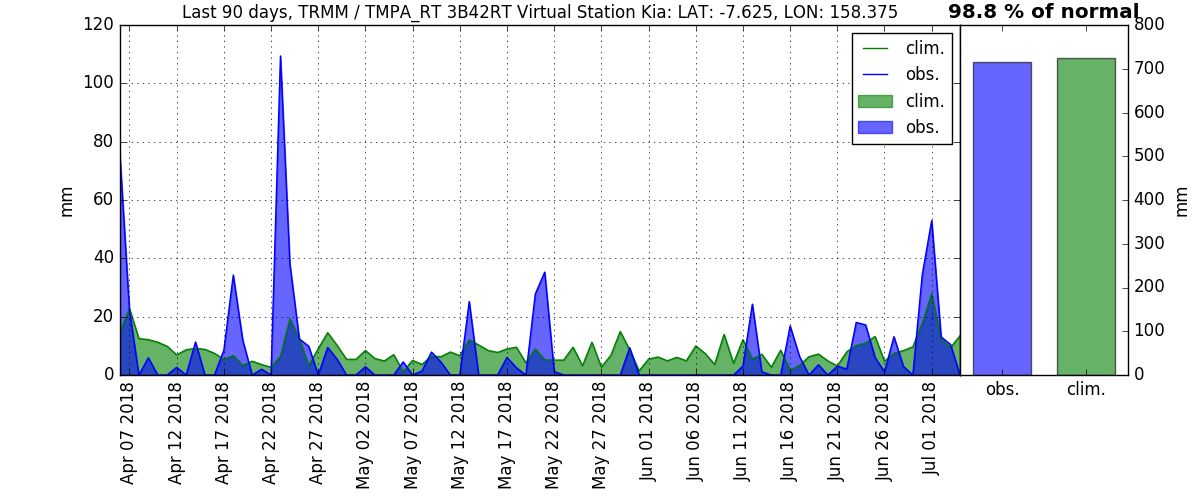 Last 90 days, TRMM / TMPA_RT 3B42RT Virtual Station Kia: LAT: -7.625, LON: 158.375
98.8 % of normal
120
100
80
60
40
20
0
mm
clim.
obs.
clim.
obs.
800
700
600
500
400
300
200
100
0
mm
Apr 07 2018
Apr 12 2018
Apr 17 2018
Apr 22 2018
Apr 27 2018
May 02 2018
May 07 2018
May 12 2018
May 17 2018
May 22 2018
May 27 2018
Jun 01 2018
Jun 06 2018
Jun 11 2018
Jun 16 2018
Jun 21 2018
Jun 26 2018
Jul 01 2018
obs.
clim.